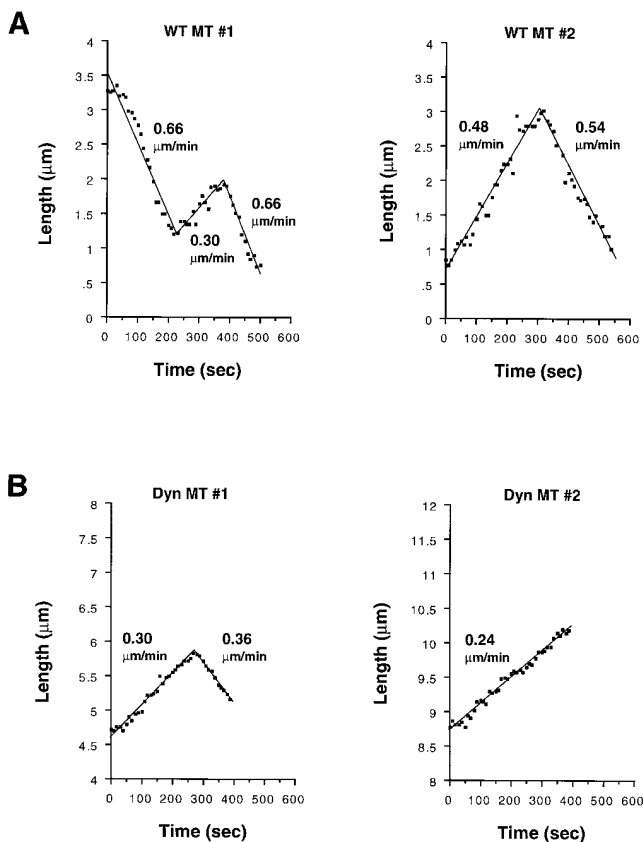 A
WT MT #1
4
3.5
3
2.5
2
1.5
1
.5
0
0.66
μm/min
0.30
μm/min
0.66
μm/min
Length (μm)
0 100 200 300 400 500 600
Time (sec)
WT MT #2
4
3.5
3
2.5
2
1.5
1
.5
0
0.48
μm/min
0.54
μm/min
Length (μm)
0 100 200 300 400 500 600
Time (sec)
B
Dyn MT #1
8
7.5
7
6.5
6
5.5
5
4.5
4
0.30
μm/min
0.36
μm/min
Length (μm)
0 100 200 300 400 500 600
Time (sec)
Dyn MT #2
12
11.5
11
10.5
10
9.5
9
8.5
8
0.24
μm/min
Length (μm)
0 100 200 300 400 500 600
Time (sec)